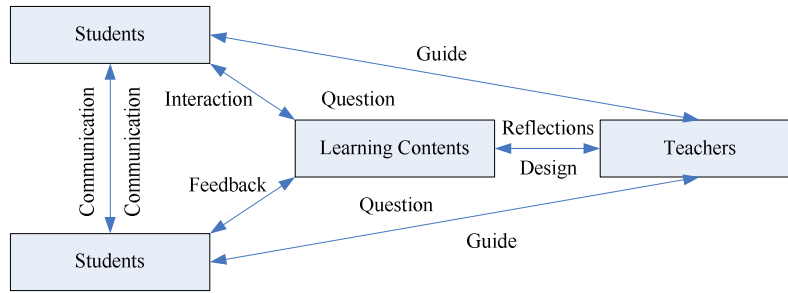 Students
Guide
Interaction
Question
Communication
Communication
Learning Contents
Reflections
Design
Teachers
Feedback
Question
Guide
Students